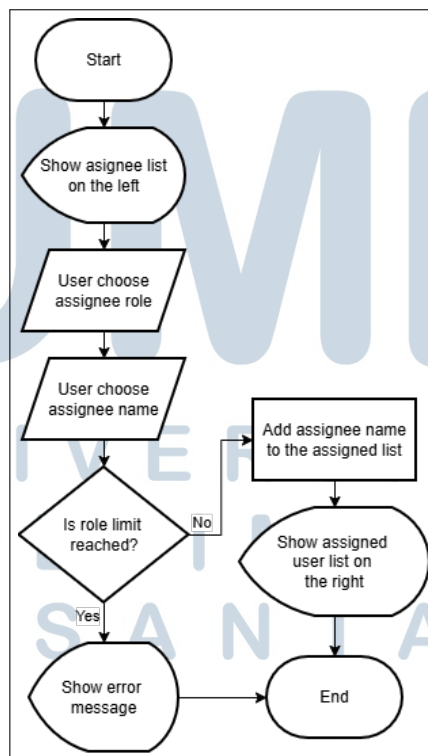 Start
Show asignee list
on the left
User choose
assignee role
User choose
assignee name
Is role limit
reached?
No
Yes
Add assignee name
to the assigned list
Show assigned
user list on
the right
Show error
message
End